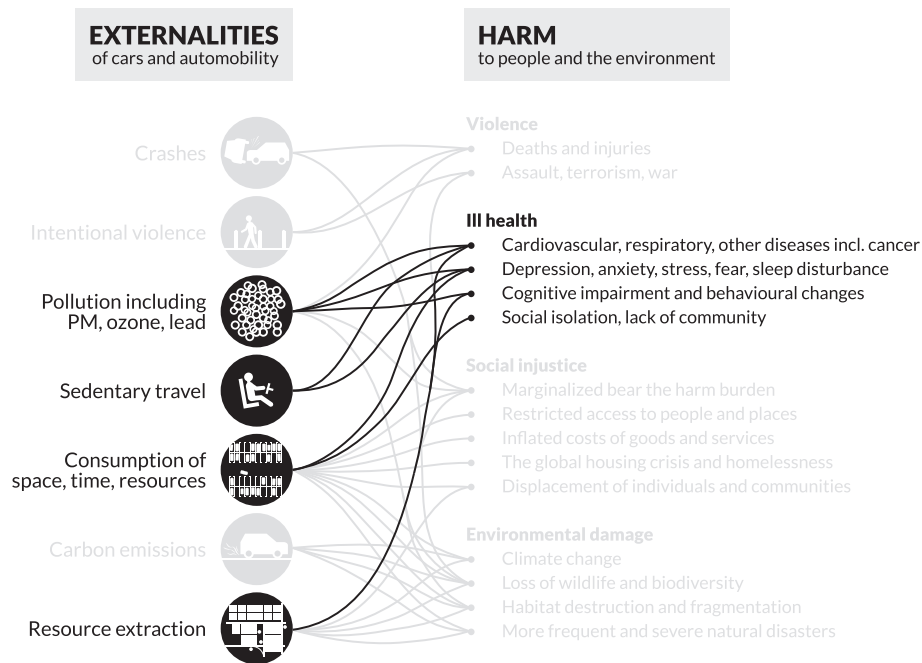 EXTERNALITIES
of cars and automobility
HARM
to people and the environment
Crashes
Intentional violence
Pollution including
PM, ozone, lead
Sedentary travel
Consumption of
space, time, resources
Carbon emissions
Resource extraction
Violence
Deaths and injuries
Assault, terrorism, war
Ill health
Cardiovascular, respiratory, other diseases incl. cancer
Depression, anxiety, stress, fear, sleep disturbance
Cognitive impairment and behavioural changes
Social isolation, lack of community
Social injustice
Marginalized bear the harm burden
Restricted access to people and places
Inflated costs of goods and services
The global housing crisis and homelessness
Displacement of individuals and communities
Environmental damage
Climate change
Loss of wildlife and biodiversity
Habitat destruction and fragmentation
More frequent and severe natural disasters